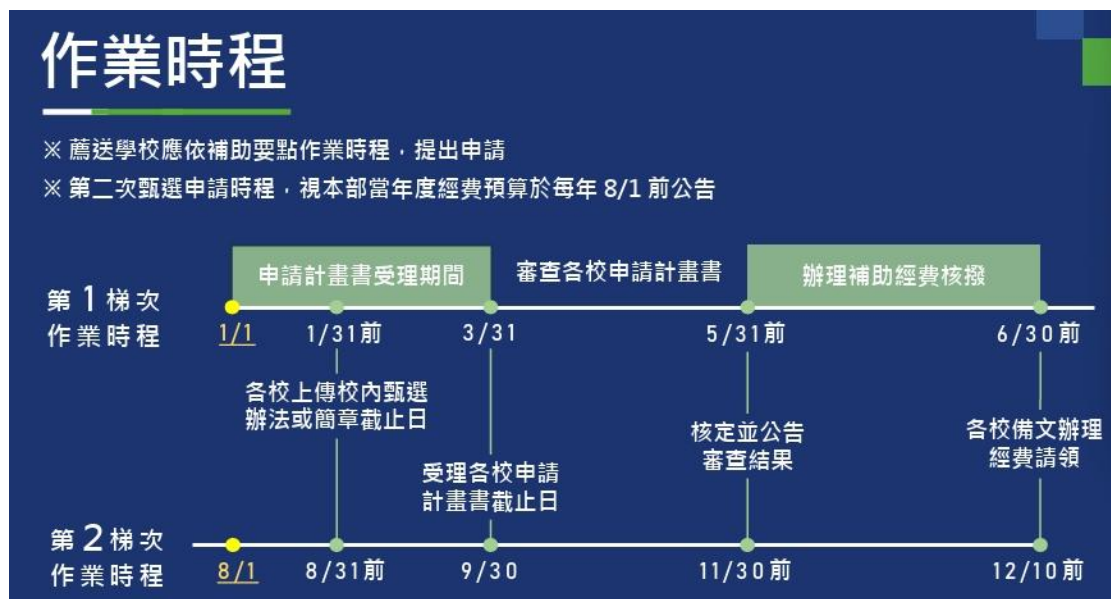 作業時程
※ 薦送學校應依補助要點作業時程，提出申請
※ 第二次甄選申請時程，視本部當年度經費預算於每年 8/1 前公告
申請計畫書受理期間
審查各校申請計畫書
辦理補助經費核撥
第 1 梯次
作業時程
1/1
1/31前
3/31
5/31前
6/30前
各校上傳校內甄選
辦法或簡章截止日
受理各校申請
計畫書截止日
核定並公告
審查結果
各校備文辦理
經費請領
第 2 梯次
作業時程
8/1
8/31前
9/30
11/30前
12/10前